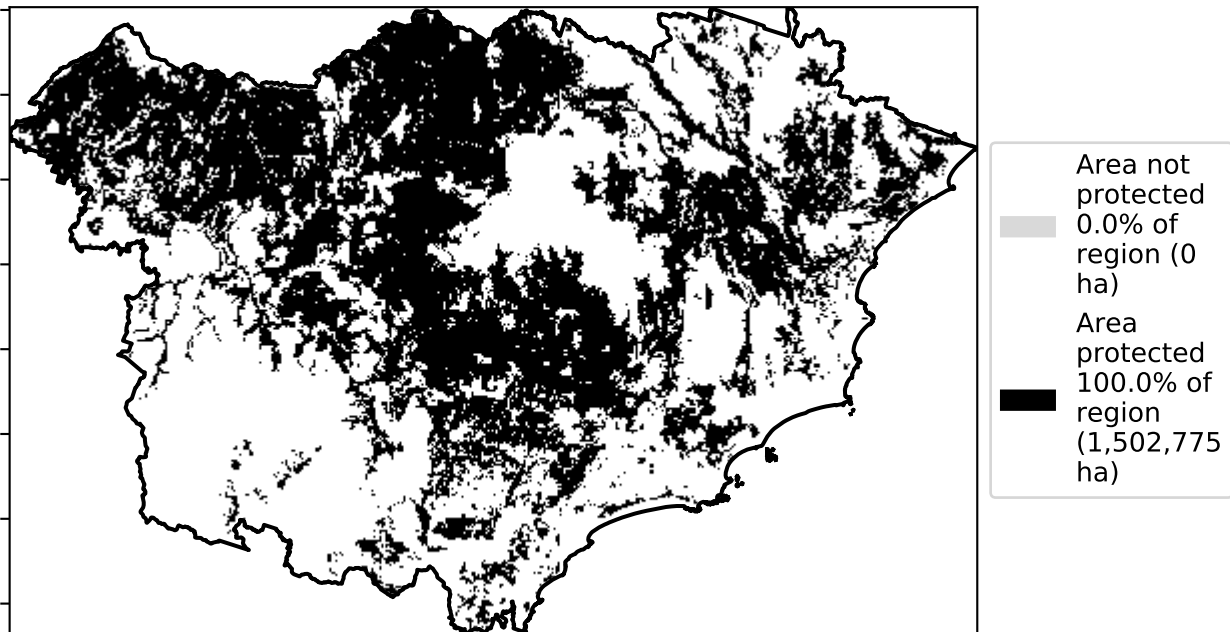 Area not
protected
0.0% of
region (0
ha)
Area
protected
100.0% of
region
(1,502,775
ha)